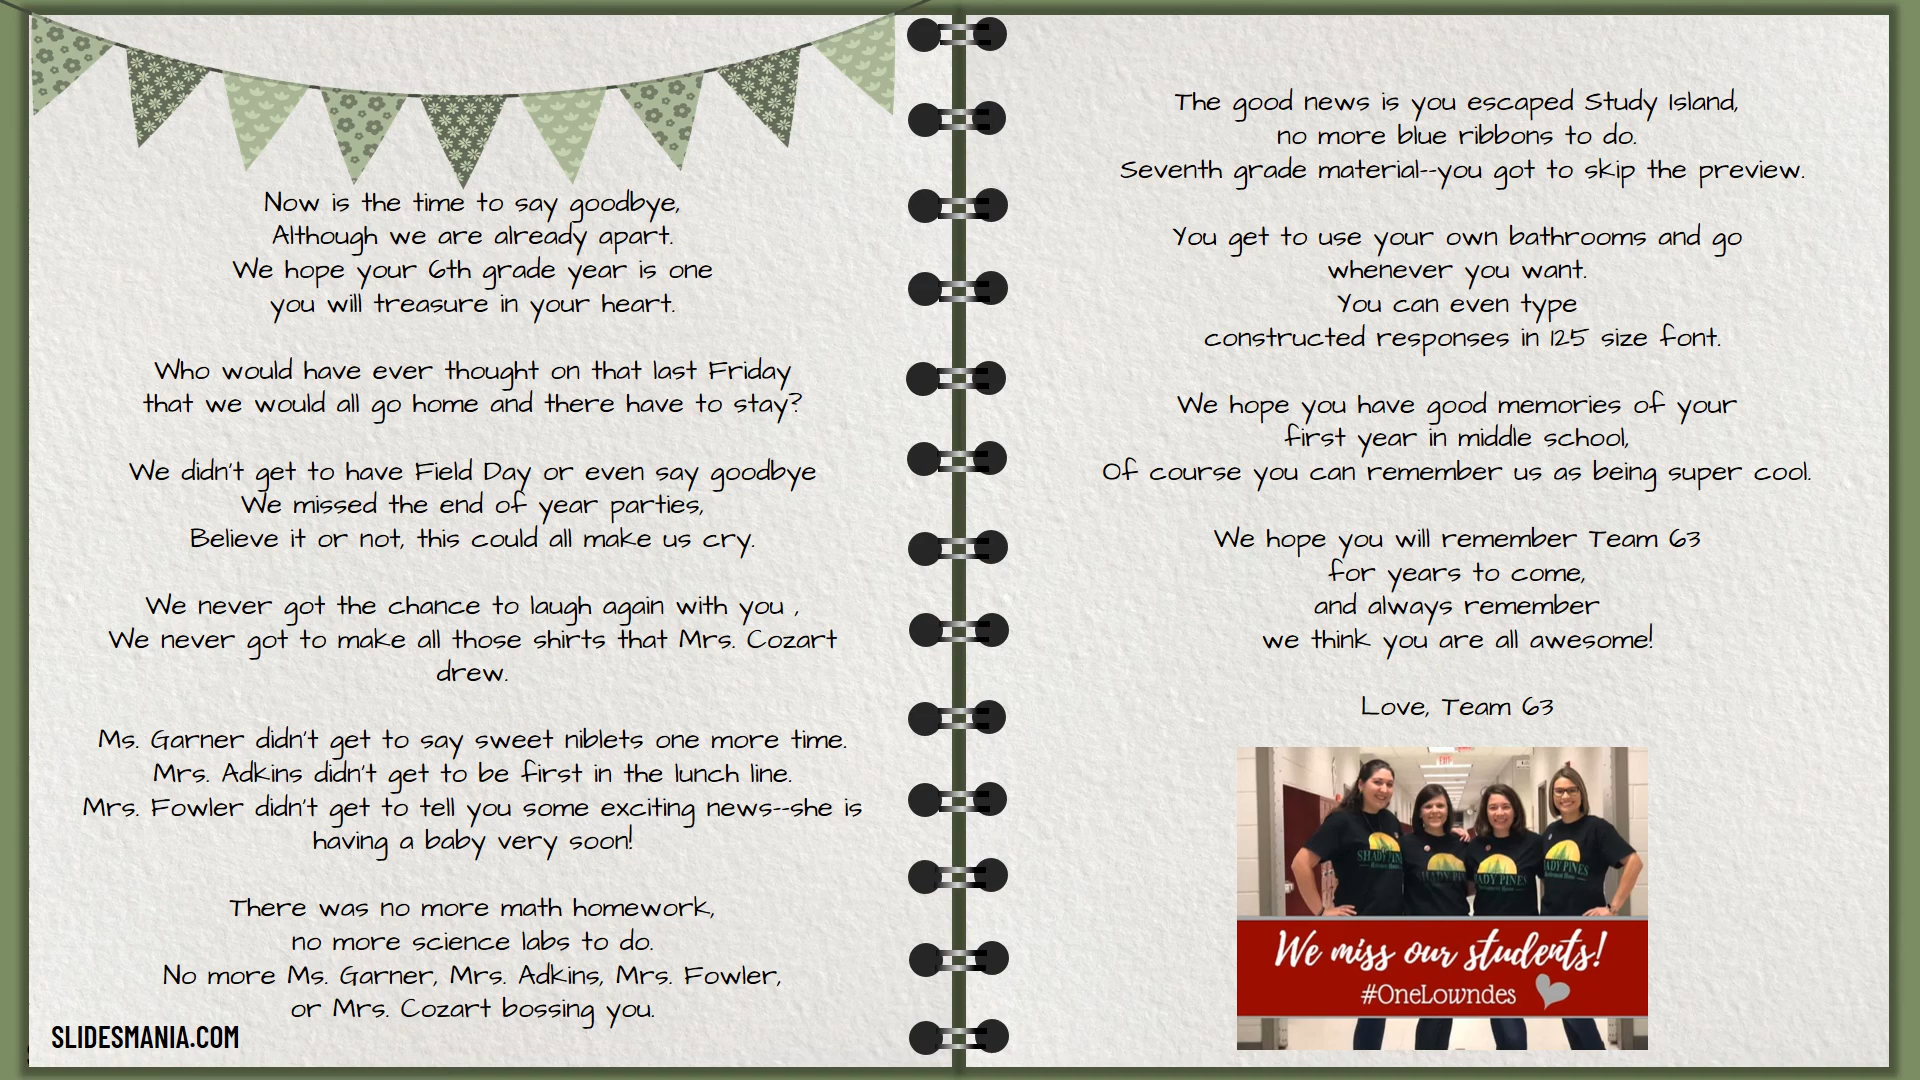 Now is the time to say goodbye,
Although we are already apart.
We hope your 6th grade year is one
you will treasure in your heart.
Who would have ever thought on that last Friday
that we would all go home and there have to stay?
We didn't get to have Field Day or even say goodbye
We missed the end of year parties,
Believe it or not, this could all make us cry.
We never got the chance to laugh again with you ,
We never got to make all those shirts that Mrs. Cozart
drew.
Ms. Garner didn't get to say sweet niblets one more time.
Mrs. Adkins didn't get to be first in the lunch line.
Mrs. Fowler didn't get to tell you some exciting news--she is
having a baby very soon!
There was no more math homework,
no more science labs to do.
No more Ms. Garner, Mrs. Adkins, Mrs. Fowler,
or Mrs. Cozart bossing you.
SLIDESMANIA.COM
The good news is you escaped Study Island,
no more blue ribbons to do.
Seventh grade material--you got to skip the preview.
You get to use your own bathrooms and go
whenever you want.
You can even type
constructed responses in 125 size font.
We hope you have good memories of your
first year in middle school,
Of course you can remember us as being super cool.
We hope you will remember Team 63
for years to come,
and always remember
we think you are all awesome!
Love, Team 63
EXIT
SHADY PINES
SHADY PINES
SHADY PINES
SHADY PINES
We miss our students!
#OneLowndes